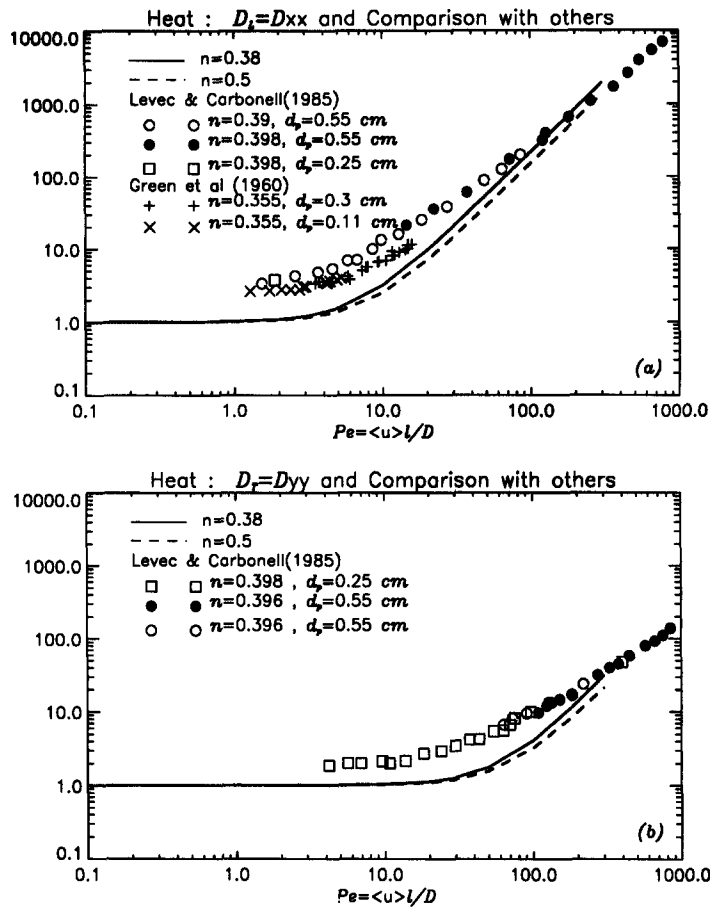 Heat : D_L=Dxx and Comparison with others
10000.0
1000.0
100.0
10.0
1.0
0.1
n=0.38
n=0.5
Levec & Carbonell(1985)
n=0.39, d_p=0.55 cm
n=0.398, d_p=0.55 cm
n=0.398, d_p=0.25 cm
Green et al (1960)
n=0.355, d_p=0.3 cm
n=0.355, d_p=0.11 cm
(a)
0.1 1.0 10.0 100.0 1000.0
Pe=<u>l/D
Heat : D_T=Dyy and Comparison with others
10000.0
1000.0
100.0
10.0
1.0
0.1
n=0.38
n=0.5
Levec & Carbonell(1985)
n=0.398 , d_p=0.25 cm
n=0.396 , d_p=0.55 cm
n=0.396 , d_p=0.55 cm
(b)
0.1 1.0 10.0 100.0 1000.0
Pe=<u>l/D